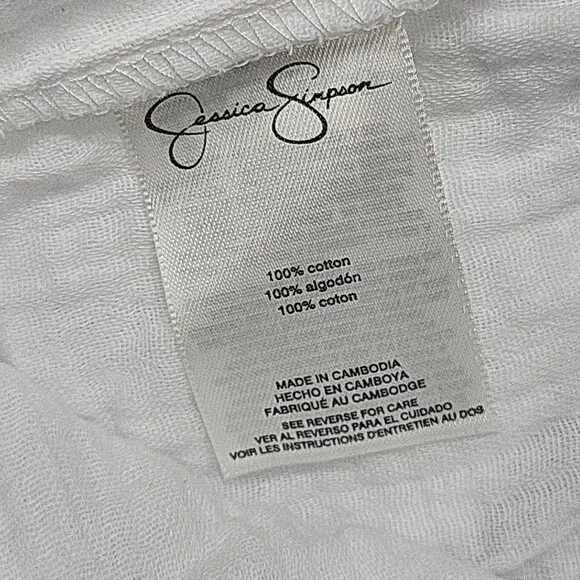 Jessica Simpson
100% cotton
100% algodón
100% coton
MADE IN CAMBODIA
HECHO EN CAMBOYA
FABRIQUÉ AU CAMBODGE
SEE REVERSE FOR CARE
VER AL REVERSO PARA EL CUIDADO
VOIR LES INSTRUCTIONS D'ENTRETIEN AU DOS